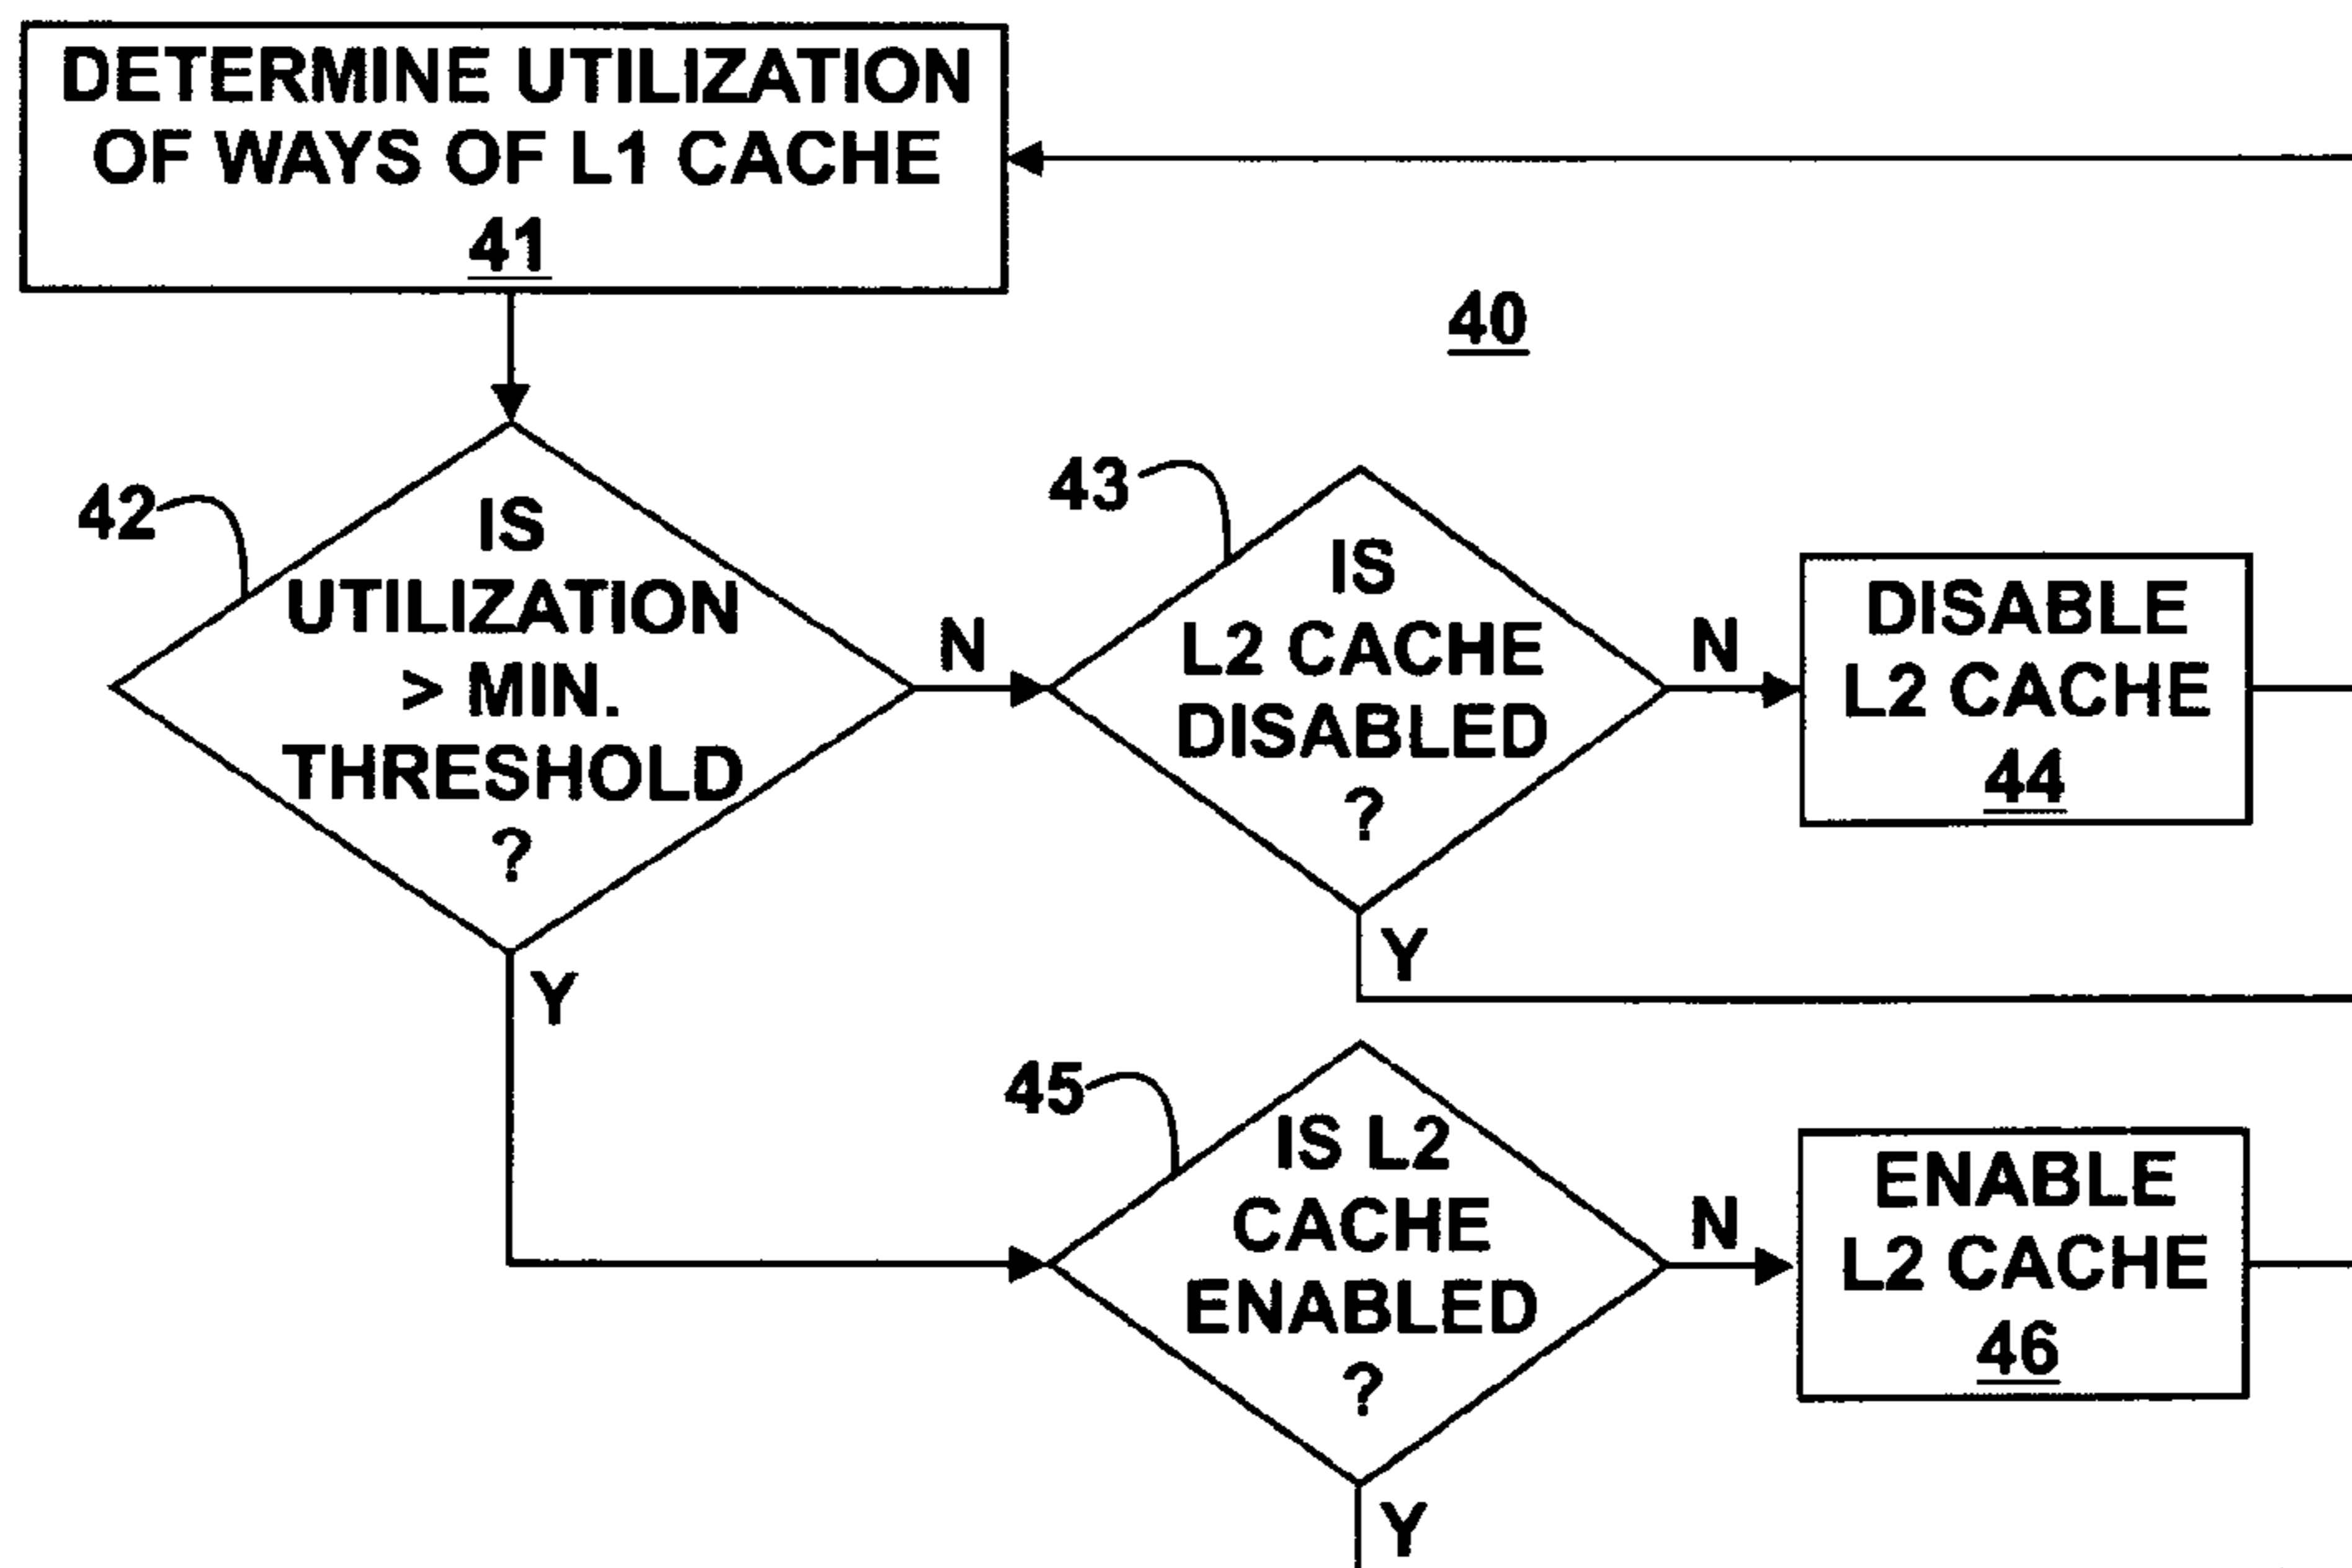 DETERMINE UTILIZATION
OF WAYS OF L1 CACHE
41
40
42
IS
UTILIZATION
> MIN.
THRESHOLD
?
N
Y
43
IS
L2 CACHE
DISABLED
?
N
Y
DISABLE
L2 CACHE
44
45
IS L2
CACHE
ENABLED
?
N
Y
ENABLE
L2 CACHE
46